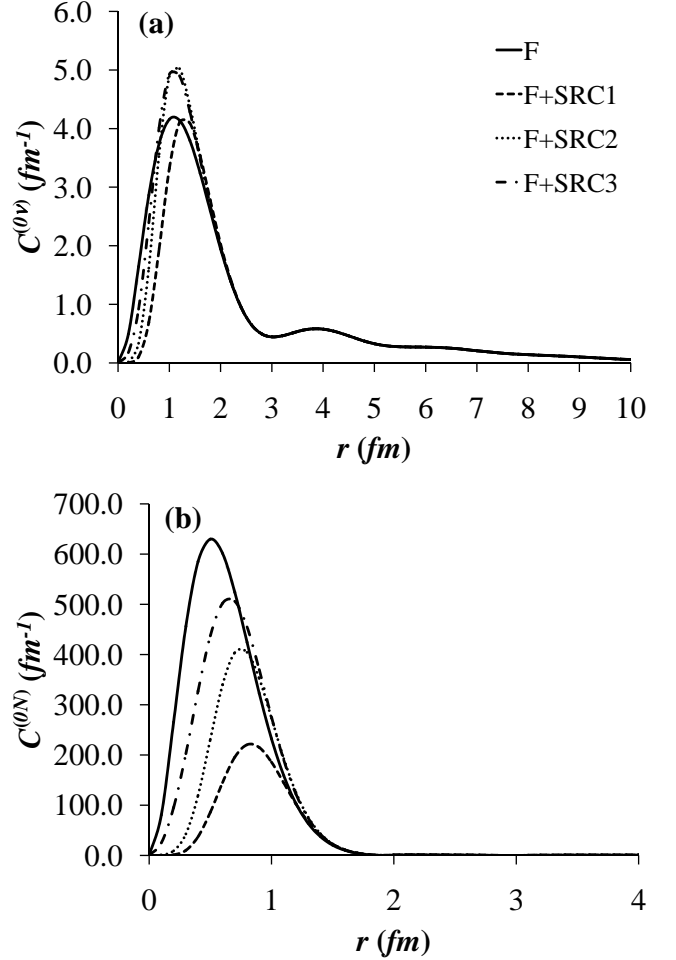 (a)
6.0
5.0
4.0
3.0
2.0
1.0
0.0
C^(0ν) (fm^-1)
F
F+SRC1
F+SRC2
F+SRC3
0 1 2 3 4 5 6 7 8 9 10
r (fm)
(b)
700.0
600.0
500.0
400.0
300.0
200.0
100.0
0.0
C^(0N) (fm^-1)
0 1 2 3 4
r (fm)